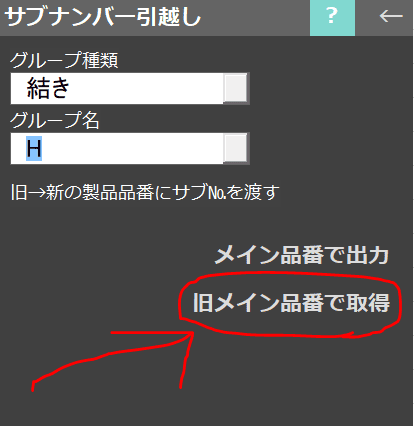 サブナンバー引越し ? ←
グループ種類
結き
グループ名
H
旧→新の製品品番にサブ№を渡す
メイン品番で出力
旧メイン品番で取得